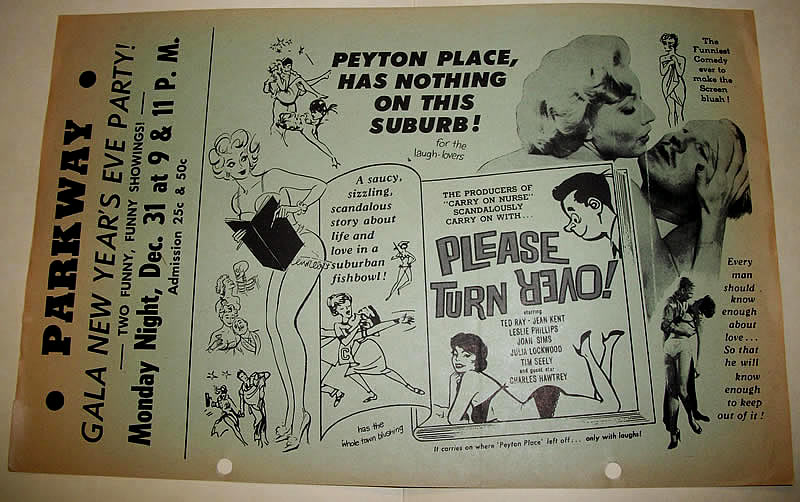 PARKWAY
GALA NEW YEAR'S EVE PARTY!
TWO FUNNY, FUNNY SHOWINGS!
Monday Night, Dec. 31 at 9 & 11 P. M.
Admission 25c & 50c
PEYTON PLACE,
HAS NOTHING
ON THIS
SUBURB!
for the
laugh-lovers
The
Funniest
Comedy
ever to
make the
Screen
blush!
A saucy,
sizzling,
scandalous
story about
life and
love in a
suburban
fishbowl!
has the
whole town blushing
THE PRODUCERS OF
"CARRY ON NURSE"
SCANDALOUSLY
CARRY ON WITH...
PLEASE
TURN OVER!
starring
TED RAY - JEAN KENT
LESLIE PHILLIPS
JOAN SIMS
JULIA LOCKWOOD
TIM SEELY
and guest star
CHARLES HAWTREY
C
It carries on where 'Peyton Place' left off... only with laughs!
Every
man
should
know
enough
about
love...
So that
he will
know
enough
to keep
out of it!